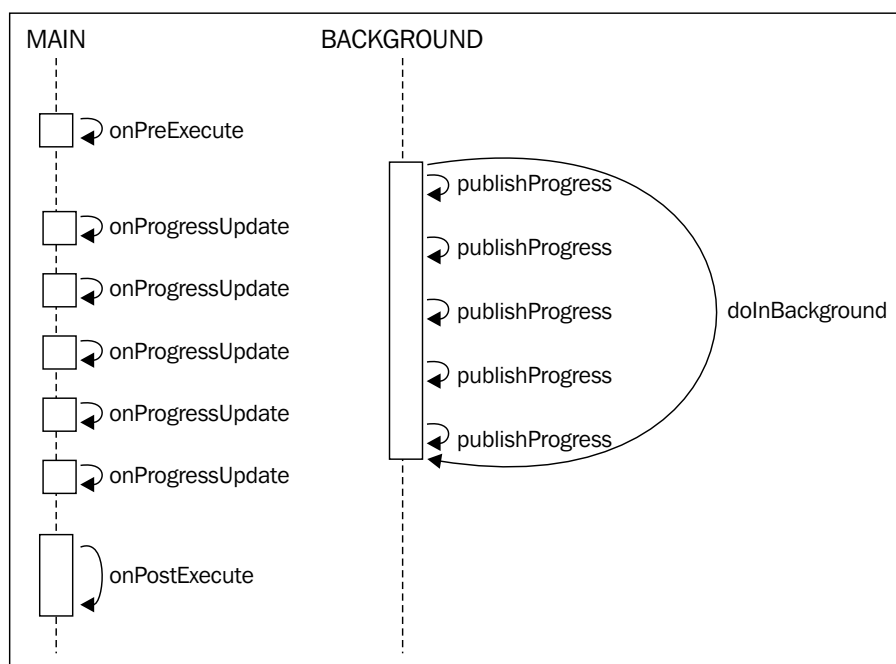 MAIN
BACKGROUND
onPreExecute
publishProgress
onProgressUpdate
publishProgress
onProgressUpdate
publishProgress
doInBackground
onProgressUpdate
publishProgress
onProgressUpdate
publishProgress
onProgressUpdate
onPostExecute